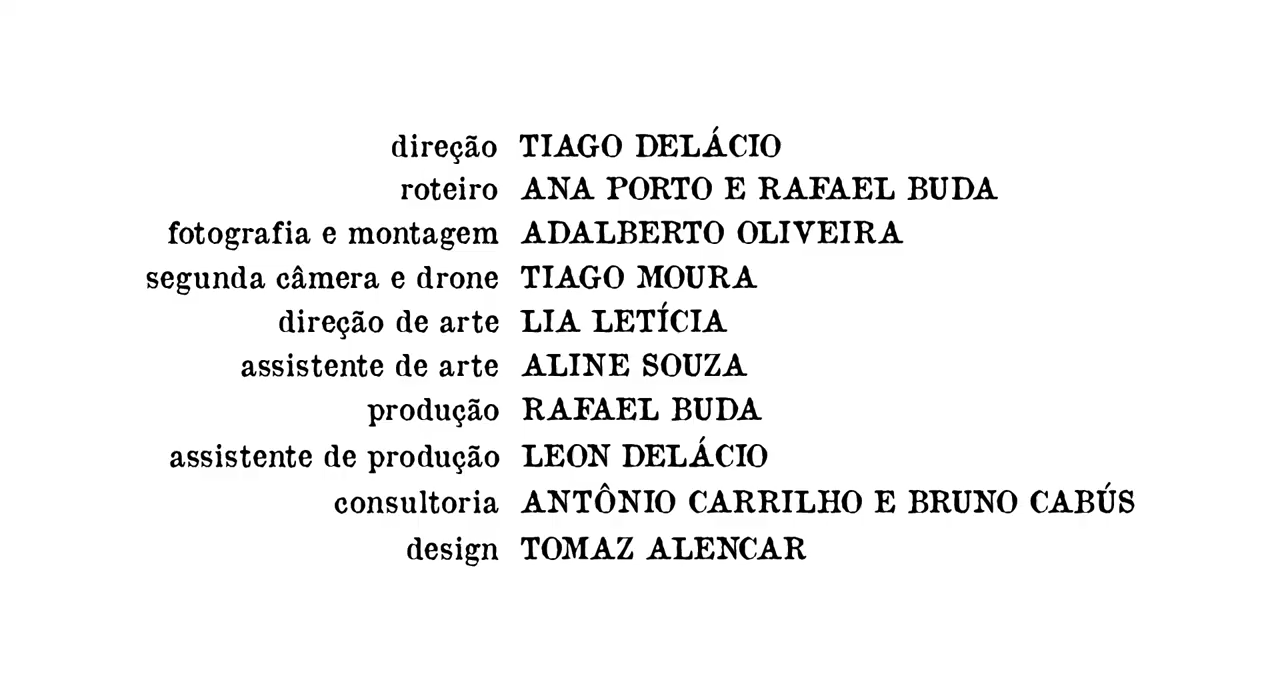 direção TIAGO DELÁCIO
roteiro ANA PORTO E RAFAEL BUDA
fotografia e montagem ADALBERTO OLIVEIRA
segunda câmera e drone TIAGO MOURA
direção de arte LIA LETÍCIA
assistente de arte ALINE SOUZA
produção RAFAEL BUDA
assistente de produção LEON DELÁCIO
consultoria ANTÔNIO CARRILHO E BRUNO CABÚS
design TOMAZ ALENCAR